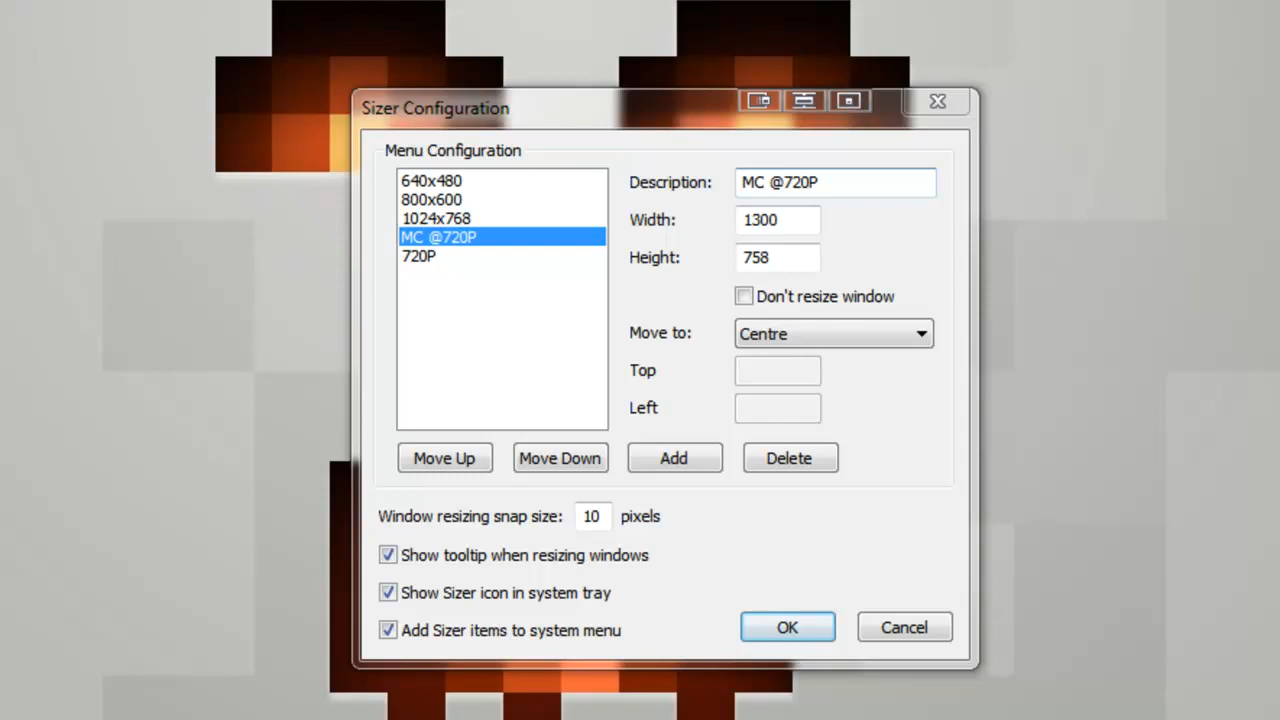 Sizer Configuration
Menu Configuration
640x480
800x600
1024x768
MC @720P
720P
Description: MC @720P
Width: 1300
Height: 758
Don't resize window
Move to: Centre
Top
Left
Move Up Move Down Add Delete
Window resizing snap size: 10 pixels
Show tooltip when resizing windows
Show Sizer icon in system tray
Add Sizer items to system menu
OK Cancel